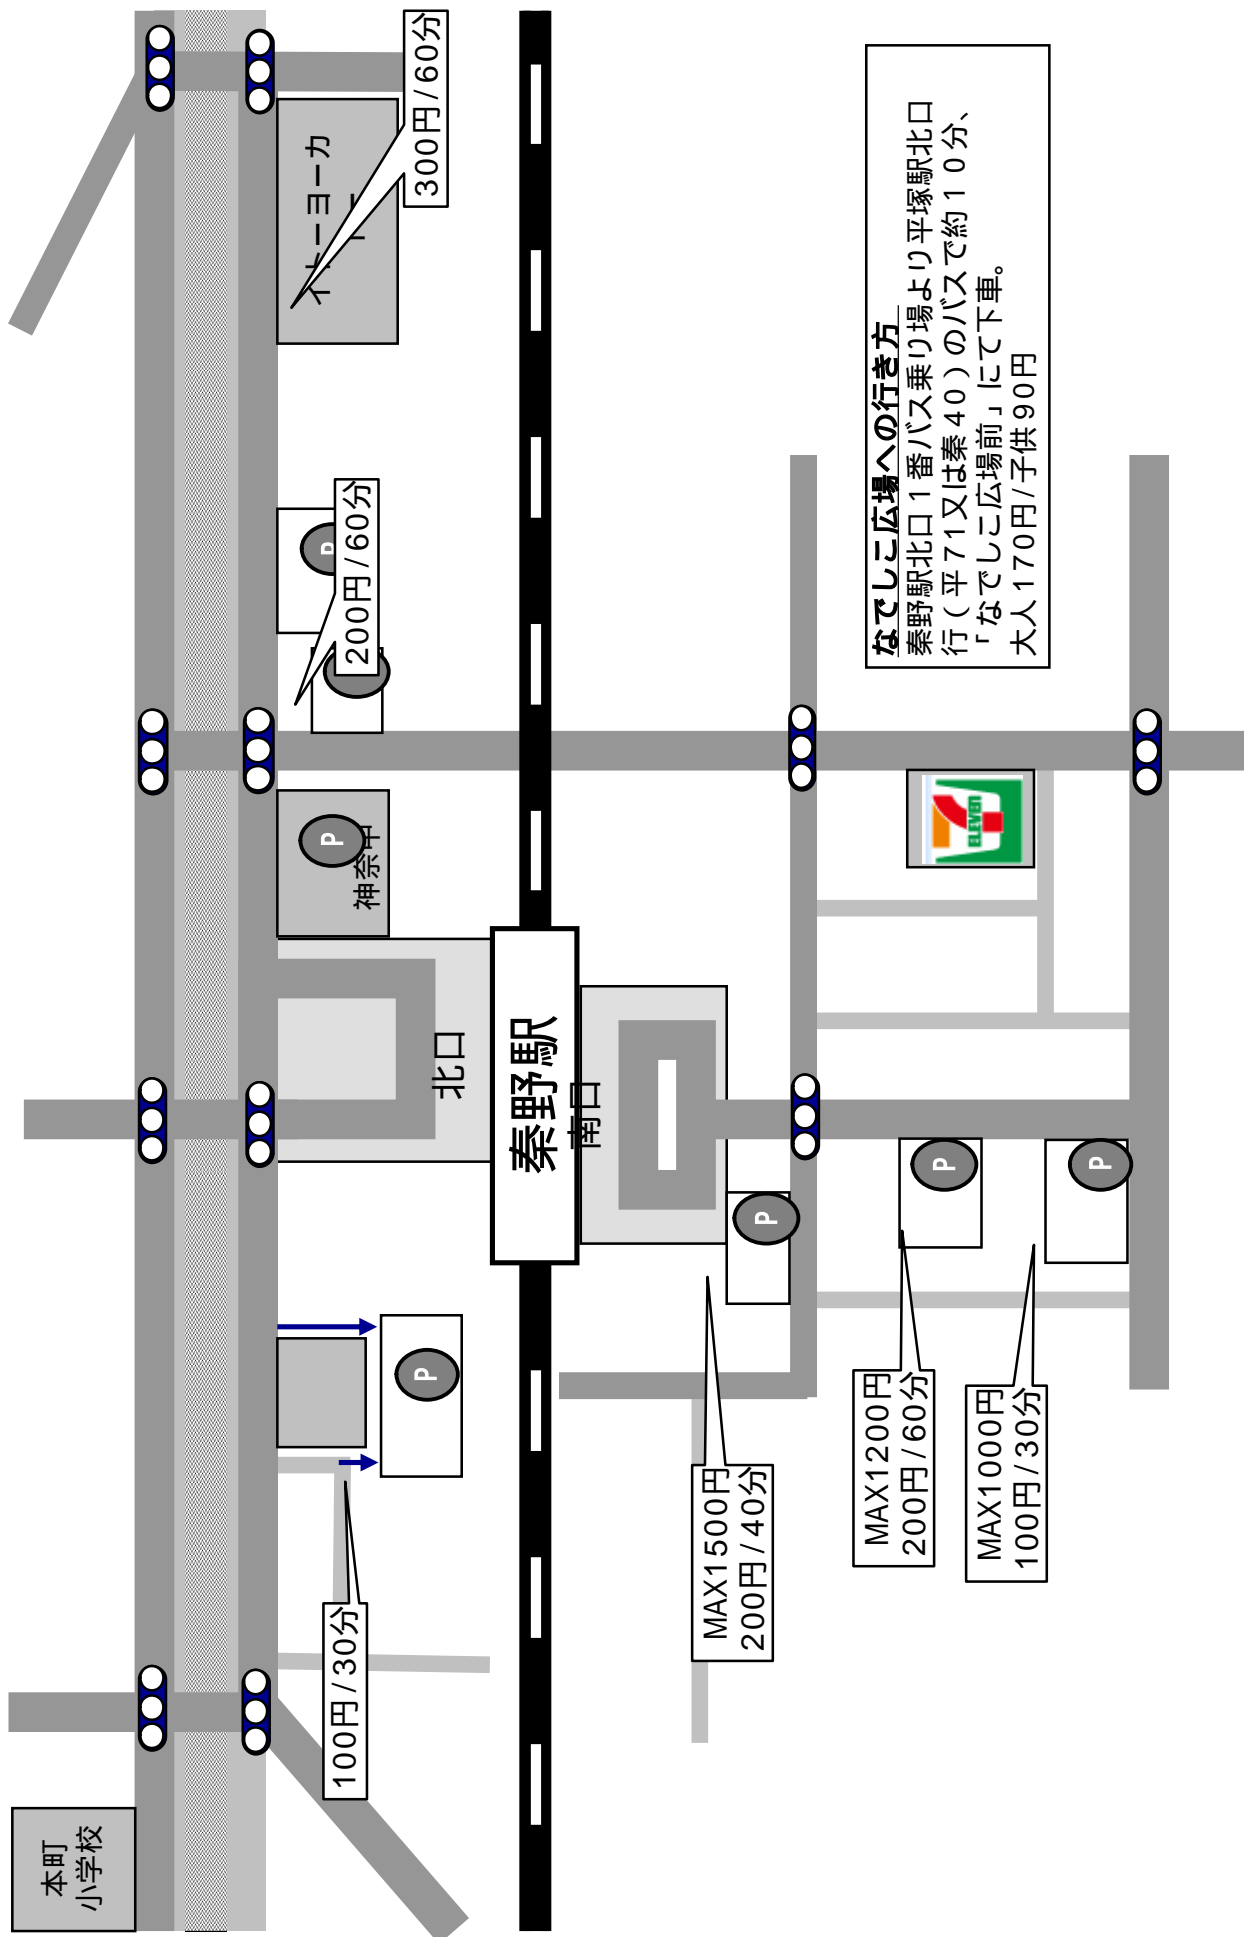 本町
小学校
100円/30分
神奈中
P
P
200円/60分
P
P
イトーヨーカ
ドー
300円/60分
北口
秦野駅
南口
P
MAX1500円
200円/40分
P
MAX1200円
200円/60分
P
MAX1000円
100円/30分
ELEVEN
なでしこ広場への行き方
秦野駅北口１番バス乗り場より平塚駅北口
行（平71又は秦40）のバスで約１０分、
「なでしこ広場前」にて下車。
大人170円/子供90円